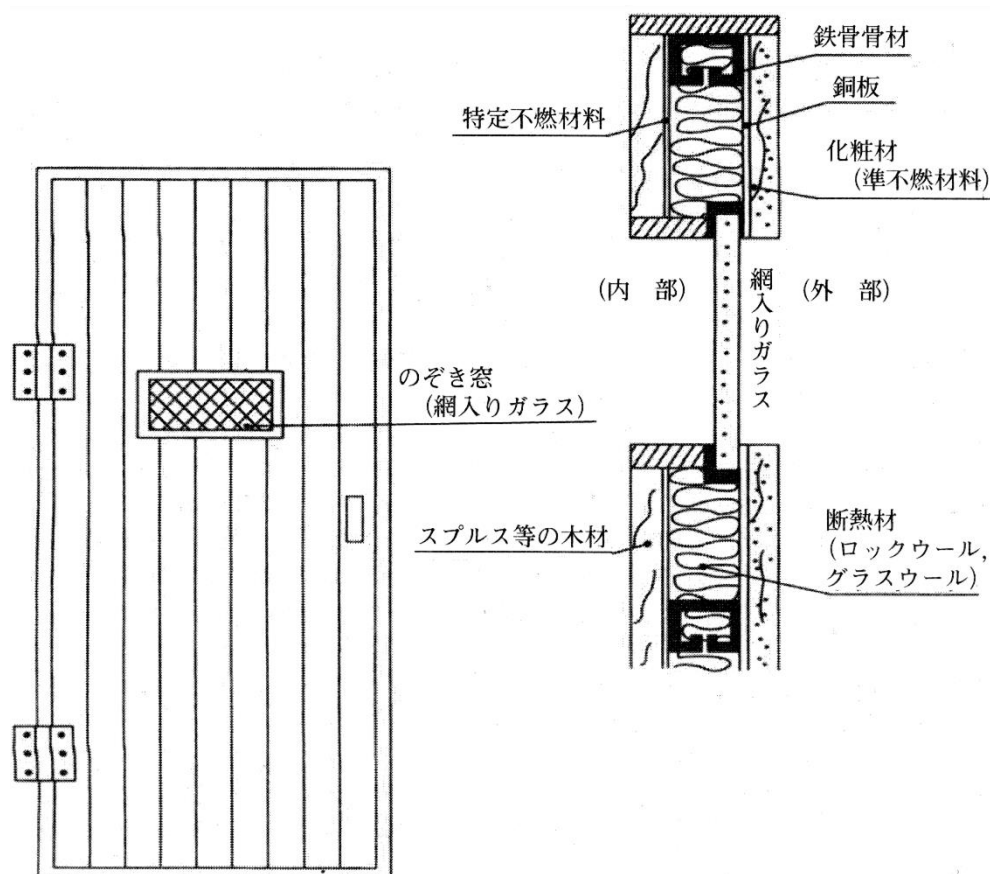 鉄骨骨材
銅板
特定不燃材料
化粧材
(準不燃材料)
(内 部)
網入りガラス
(外 部)
のぞき窓
(網入りガラス)
スプルス等の木材
断熱材
(ロックウール,
グラスウール)